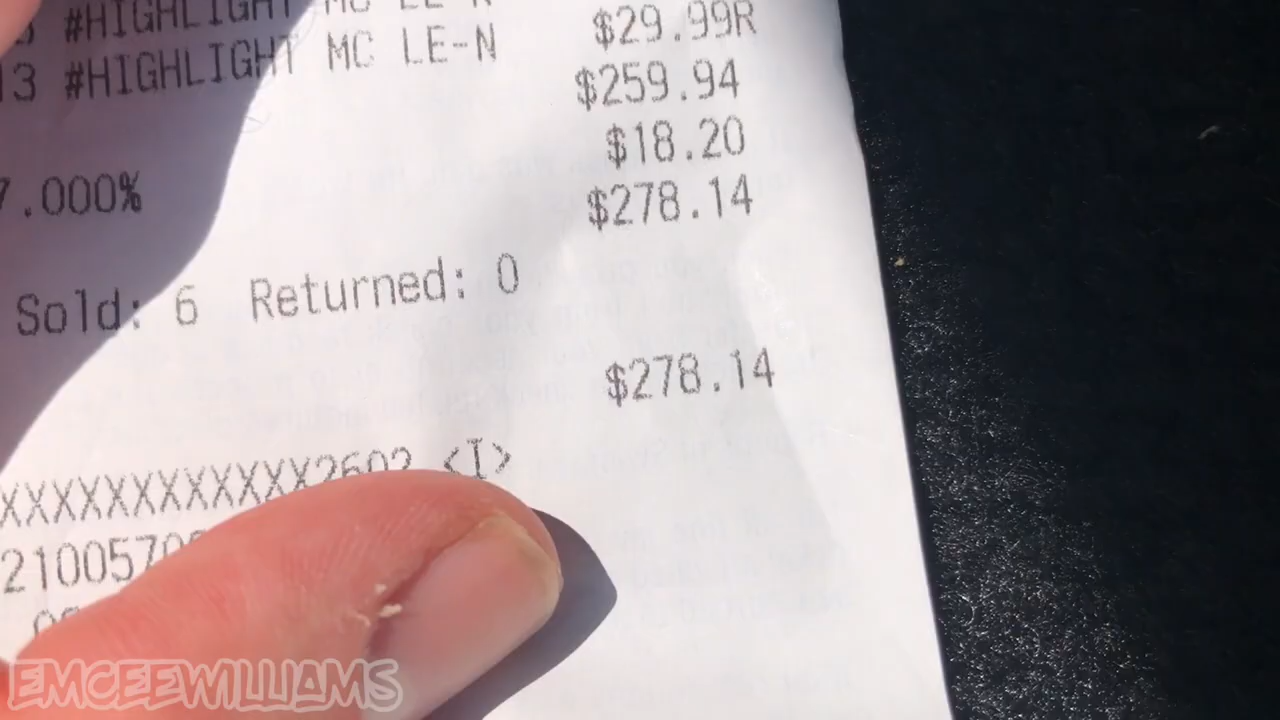 #HIGHLIGHT MC LE-N
13 #HIGHLIGHT MC LE-N $29.99R
$259.94
$18.20
7.000% $278.14
Sold: 6 Returned: 0
$278.14
XXXXXXXXXXXX2602 <I>
2100570
EMCEEWILLIAMS